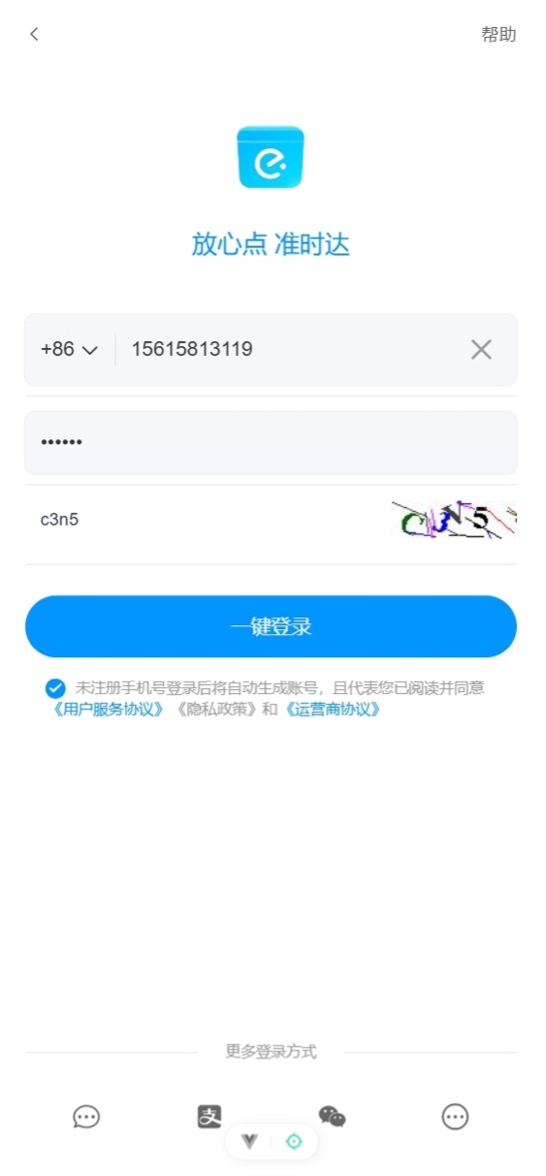 帮助
放心点 准时达
+86 15615813119
••••••
c3n5 C3N5
一键登录
未注册手机号登录后将自动生成账号，且代表您已阅读并同意
《用户服务协议》《隐私政策》和《运营商协议》
更多登录方式
支